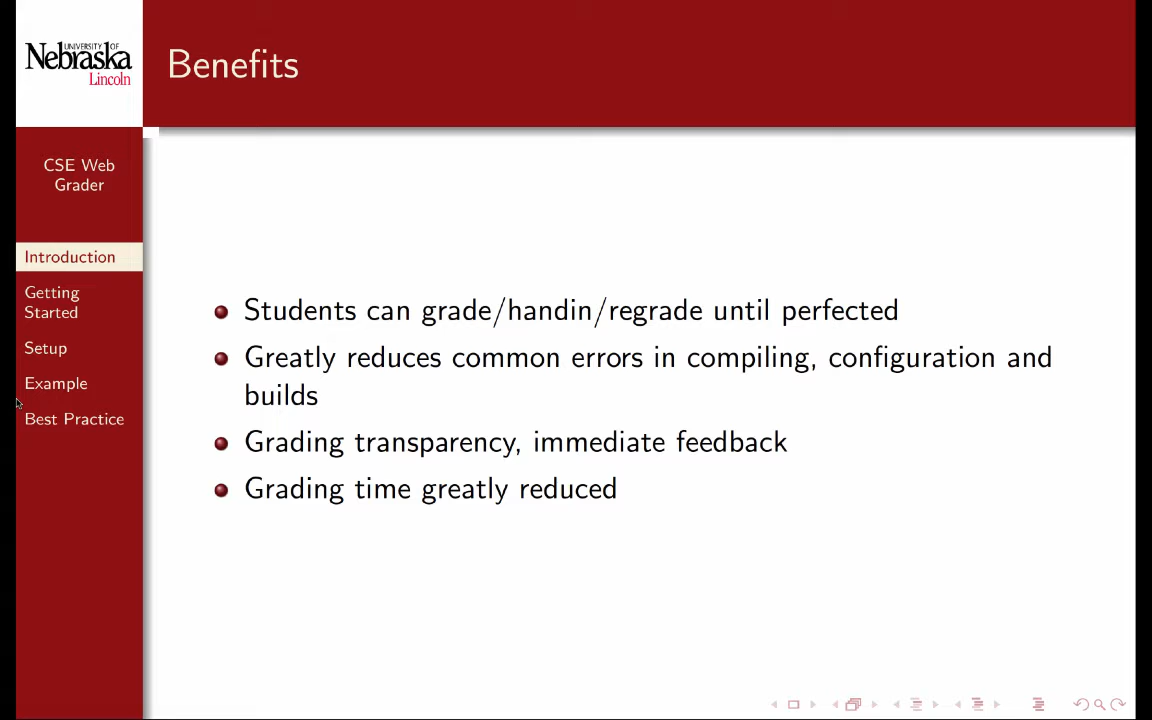 UNIVERSITY OF
Nebraska
Lincoln
Benefits
CSE Web
Grader
Introduction
Getting
Started
Setup
Example
Best Practice
Students can grade/handin/regrade until perfected
Greatly reduces common errors in compiling, configuration and
builds
Grading transparency, immediate feedback
Grading time greatly reduced